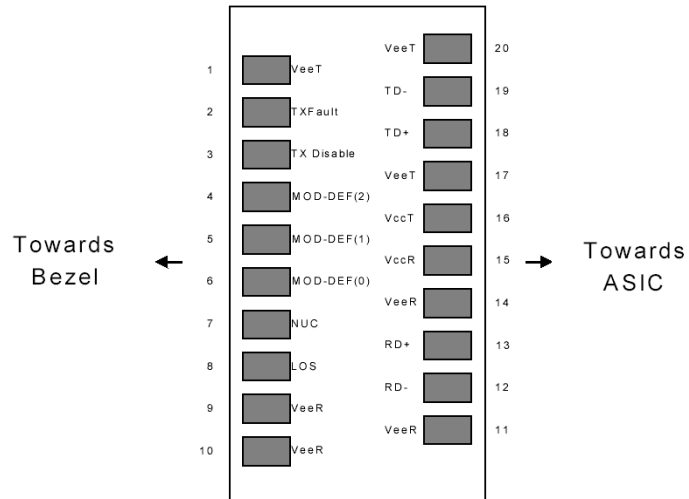 VeeT 20
1 VeeT
TD- 19
2 TXFault
TD+ 18
3 TX Disable
VeeT 17
4 MOD-DEF(2)
VccT 16
5 MOD-DEF(1)
Towards
Bezel
VccR 15
Towards
ASIC
6 MOD-DEF(0)
VeeR 14
7 NUC
RD+ 13
8 LOS
RD- 12
9 VeeR
VeeR 11
10 VeeR